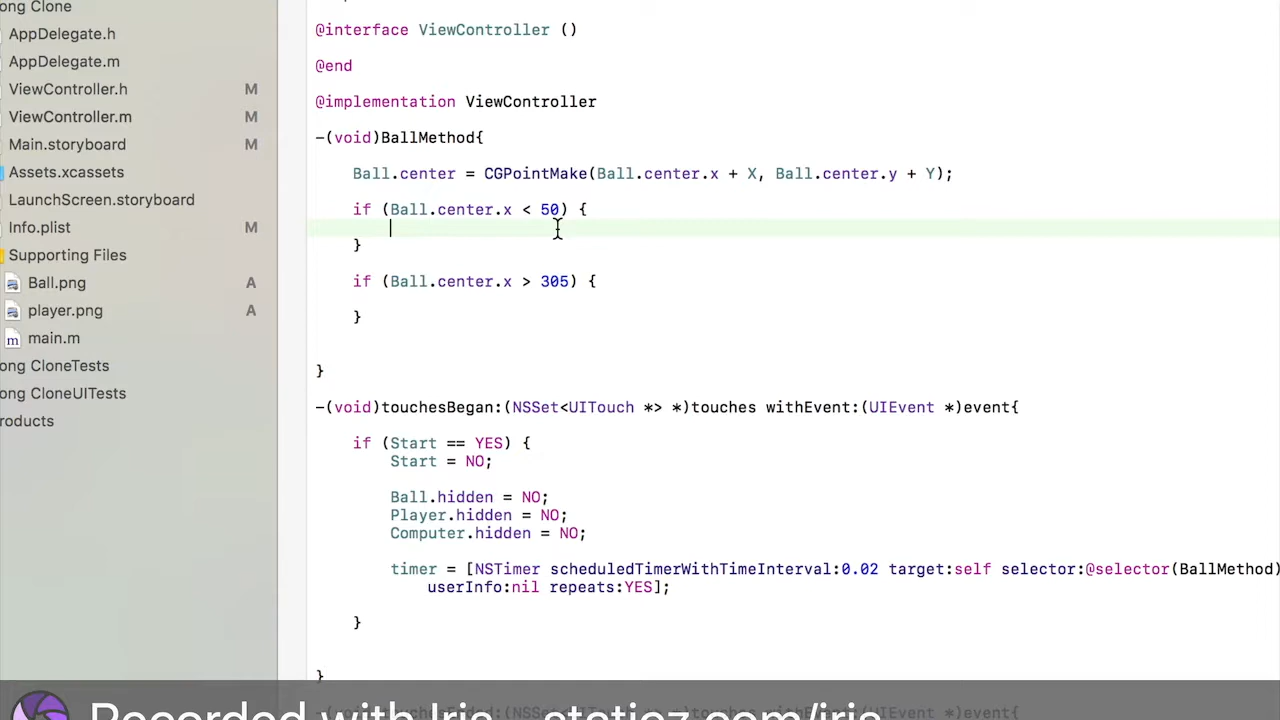 ong Clone
AppDelegate.h
AppDelegate.m
ViewController.h M
ViewController.m M
Main.storyboard M
Assets.xcassets
LaunchScreen.storyboard
Info.plist M
Supporting Files
Ball.png A
player.png A
m main.m
ong CloneTests
ong CloneUITests
roducts
@interface ViewController ()
@end
@implementation ViewController
-(void)BallMethod{
Ball.center = CGPointMake(Ball.center.x + X, Ball.center.y + Y);
if (Ball.center.x < 50) {
}
if (Ball.center.x > 305) {
}
}
-(void)touchesBegan:(NSSet<UITouch *> *)touches withEvent:(UIEvent *)event{
if (Start == YES) {
Start = NO;
Ball.hidden = NO;
Player.hidden = NO;
Computer.hidden = NO;
timer = [NSTimer scheduledTimerWithTimeInterval:0.02 target:self selector:@selector(BallMethod)
userInfo:nil repeats:YES];
}
}
Recorded with Iris - statioz.com/iris